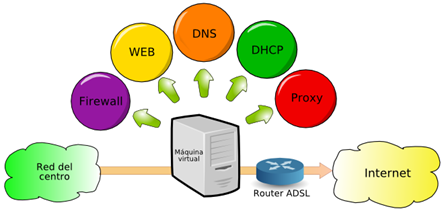 DNS
WEB
DHCP
Firewall
Proxy
Máquina
virtual
Red del
centro
Internet
Router ADSL